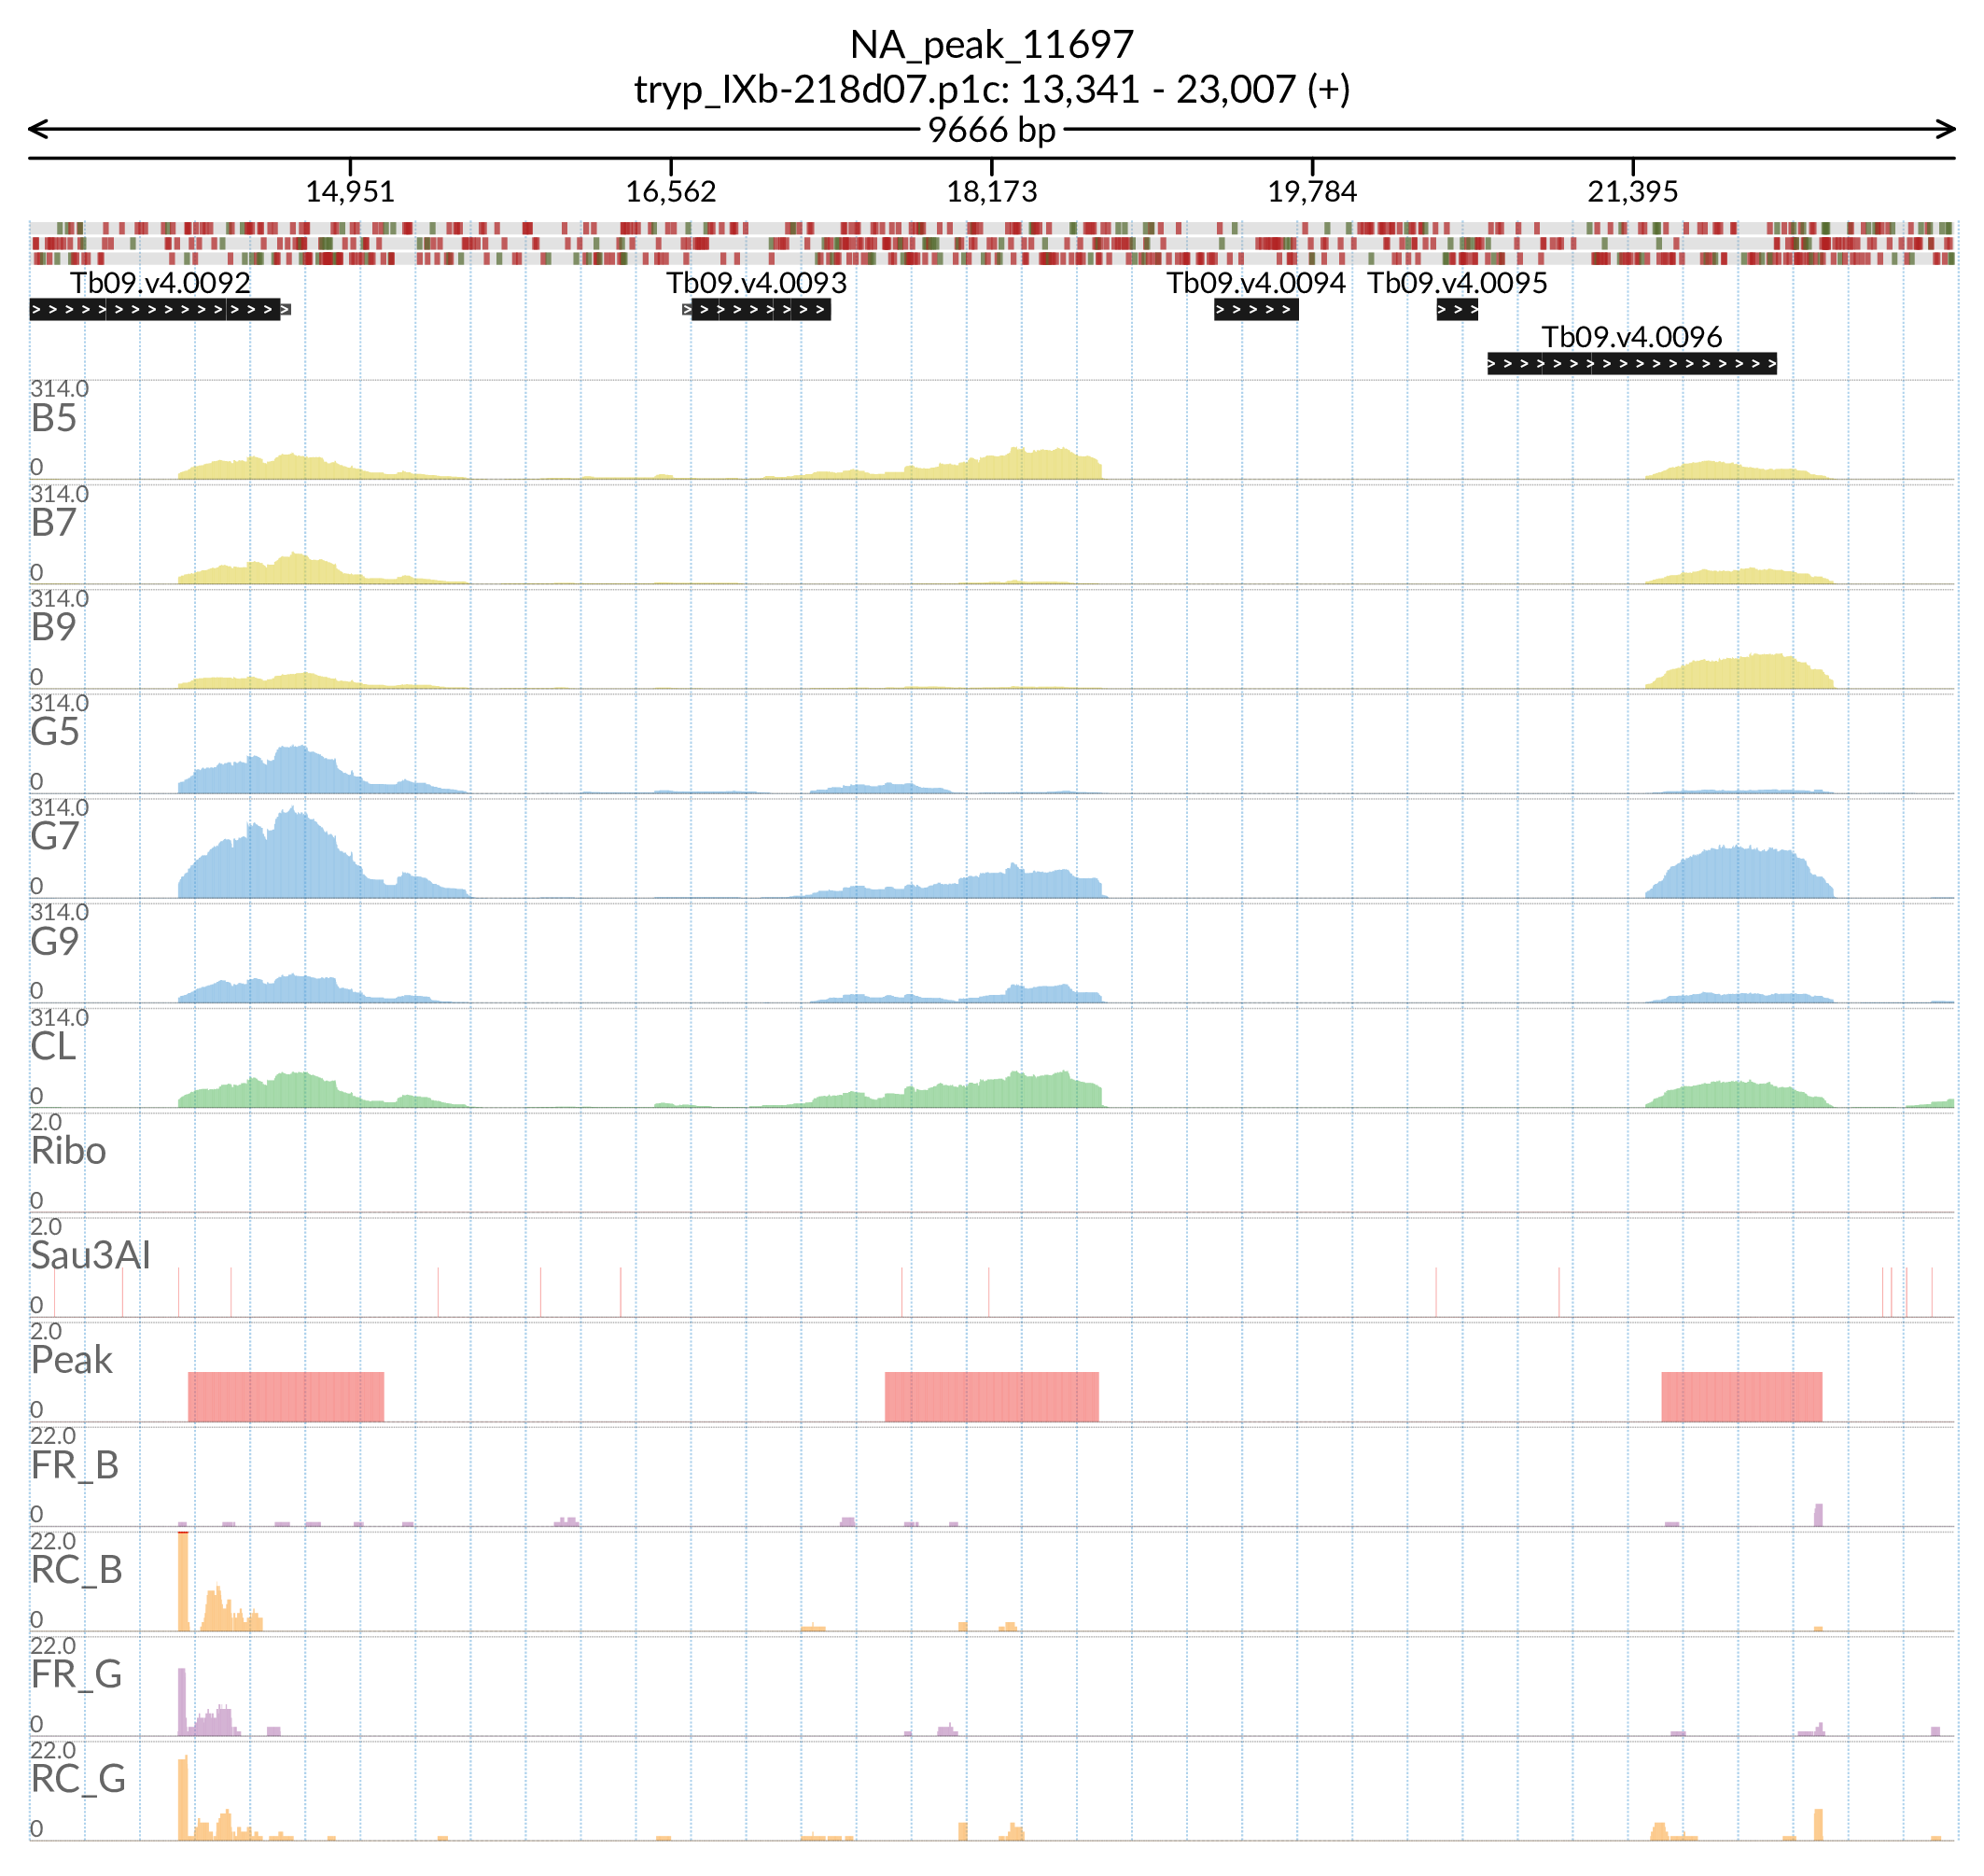 NA_peak_11697
tryp_IXb-218d07.p1c: 13,341 - 23,007 (+)
9666 bp
14,951 16,562 18,173 19,784 21,395
Tb09.v4.0092 Tb09.v4.0093 Tb09.v4.0094 Tb09.v4.0095
Tb09.v4.0096
314.0
B5
0
314.0
B7
0
314.0
B9
0
314.0
G5
0
314.0
G7
0
314.0
G9
0
314.0
CL
0
2.0
Ribo
0
2.0
Sau3AI
0
2.0
Peak
0
22.0
FR_B
0
22.0
RC_B
0
22.0
FR_G
0
22.0
RC_G
0